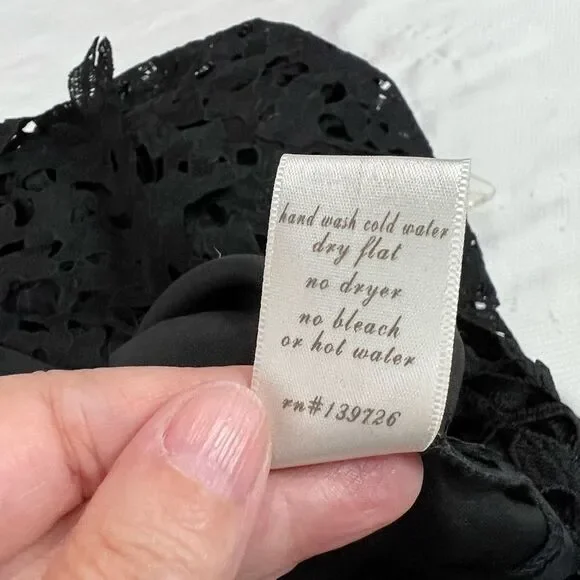 hand wash cold water
dry flat
no dryer
no bleach
or hot water
rn#139726